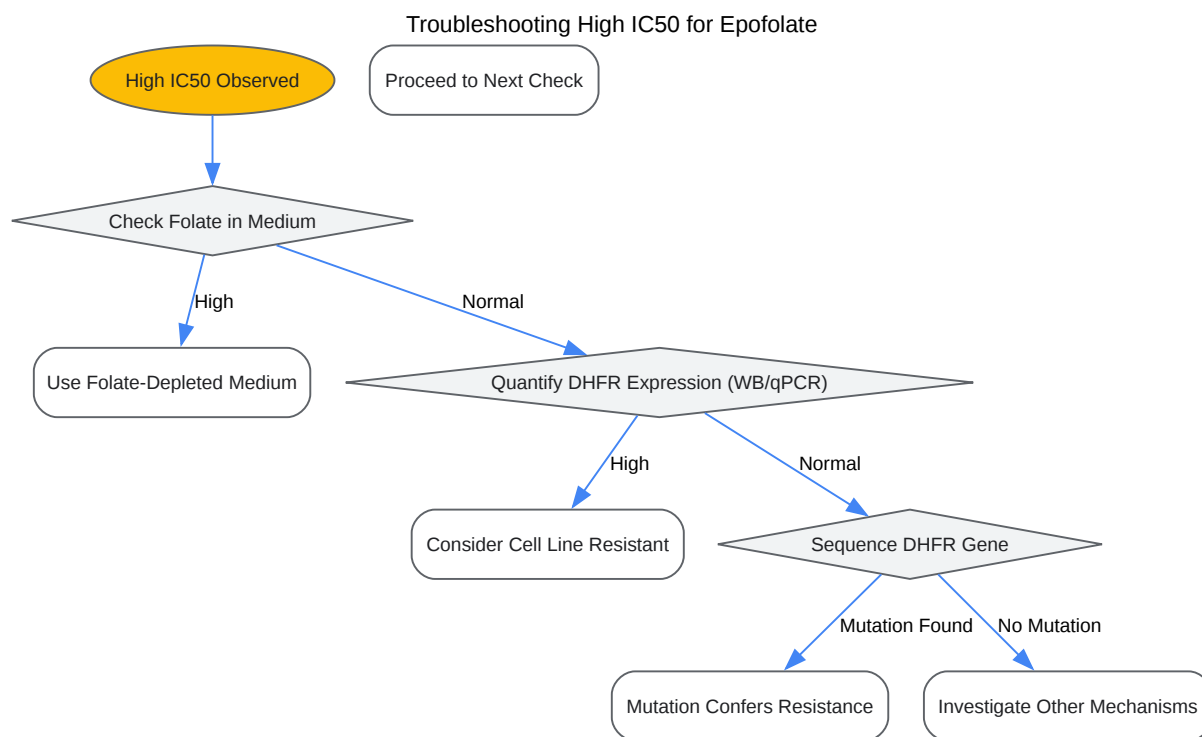 Troubleshooting High IC50 for Epofolate
High IC50 Observed
Proceed to Next Check
Check Folate in Medium
High
Normal
Use Folate-Depleted Medium
Quantify DHFR Expression (WB/qPCR)
High
Normal
Consider Cell Line Resistant
Sequence DHFR Gene
Mutation Found
No Mutation
Mutation Confers Resistance
Investigate Other Mechanisms